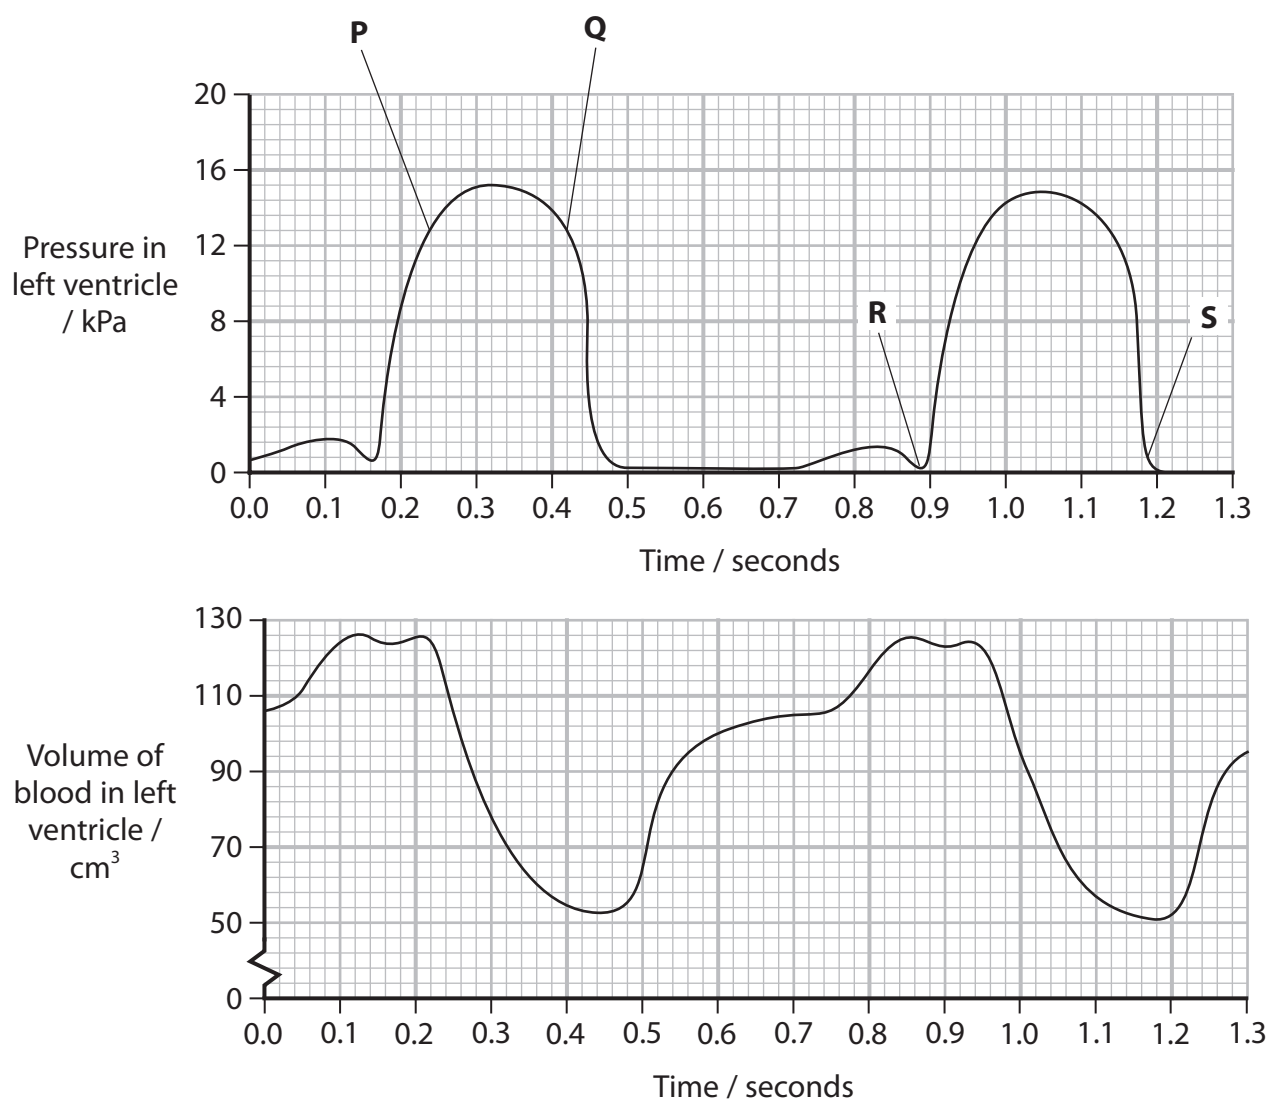 P
Q
20
16
12
8
4
0
Pressure in
left ventricle
/ kPa
R
S
0.0 0.1 0.2 0.3 0.4 0.5 0.6 0.7 0.8 0.9 1.0 1.1 1.2 1.3
Time / seconds
130
110
90
70
50
0
Volume of
blood in left
ventricle /
cm³
0.0 0.1 0.2 0.3 0.4 0.5 0.6 0.7 0.8 0.9 1.0 1.1 1.2 1.3
Time / seconds